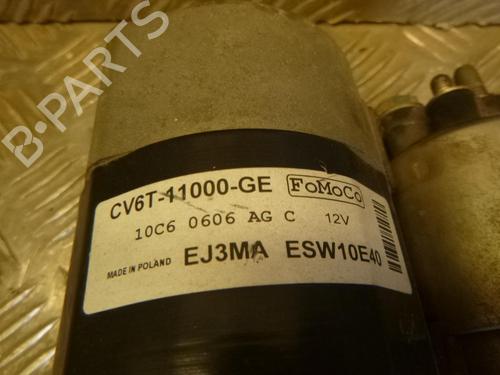 B-PARTS
CV6T-11000-GE FoMoCo
10C6 0606 AG C 12V
MADE IN POLAND EJ3MA ESW10E40